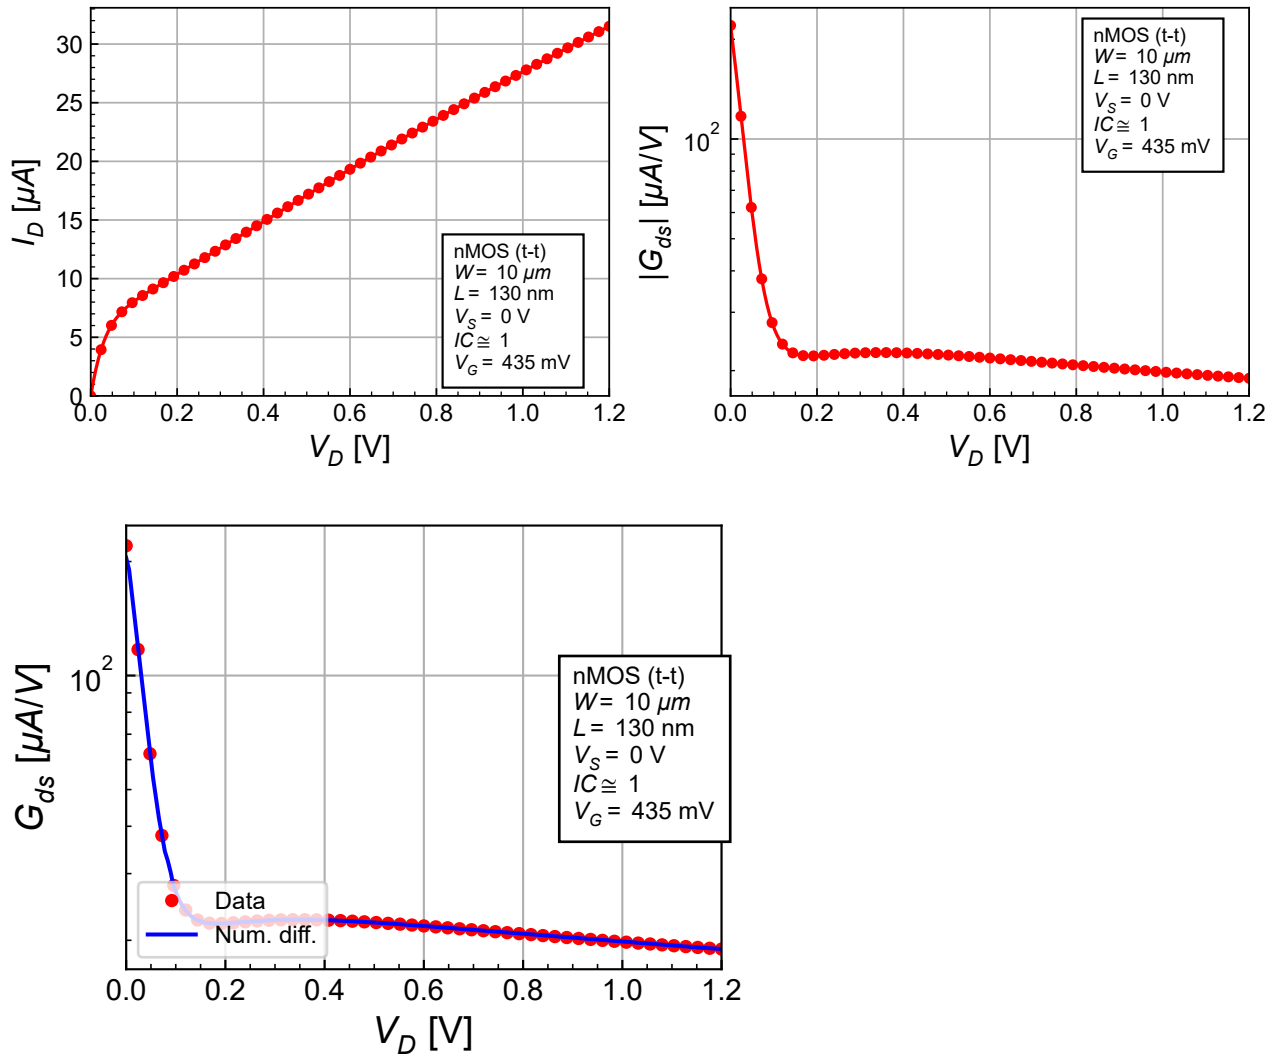 I_D [μA]
30
25
20
15
10
5
0
0.0 0.2 0.4 0.6 0.8 1.0 1.2
V_D [V]
nMOS (t-t)
W = 10 μm
L = 130 nm
V_S = 0 V
IC ≅ 1
V_G = 435 mV
|G_ds| [μA/V]
10^2
0.0 0.2 0.4 0.6 0.8 1.0 1.2
V_D [V]
nMOS (t-t)
W = 10 μm
L = 130 nm
V_S = 0 V
IC ≅ 1
V_G = 435 mV
G_ds [μA/V]
10^2
0.0 0.2 0.4 0.6 0.8 1.0 1.2
V_D [V]
nMOS (t-t)
W = 10 μm
L = 130 nm
V_S = 0 V
IC ≅ 1
V_G = 435 mV
Data
Num. diff.